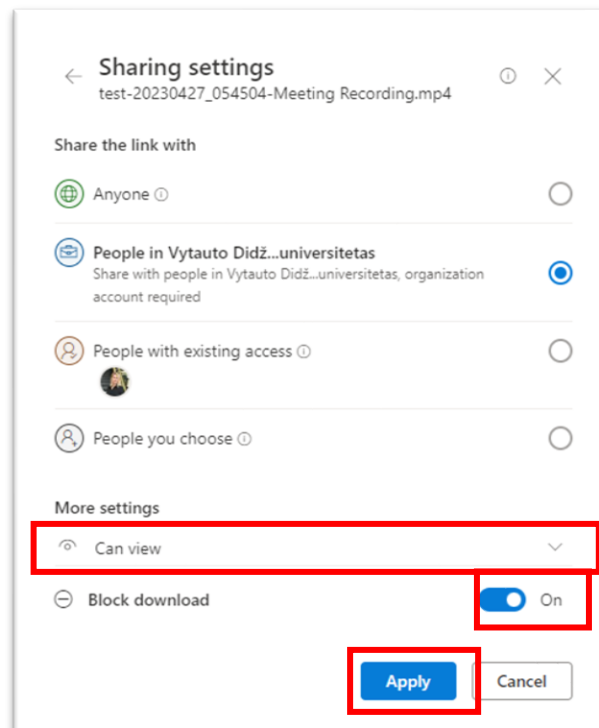 Sharing settings
test-20230427_054504-Meeting Recording.mp4
Share the link with
Anyone
People in Vytauto Didž...universitetas
Share with people in Vytauto Didž...universitetas, organization
account required
People with existing access
People you choose
More settings
Can view
Block download On
Apply Cancel